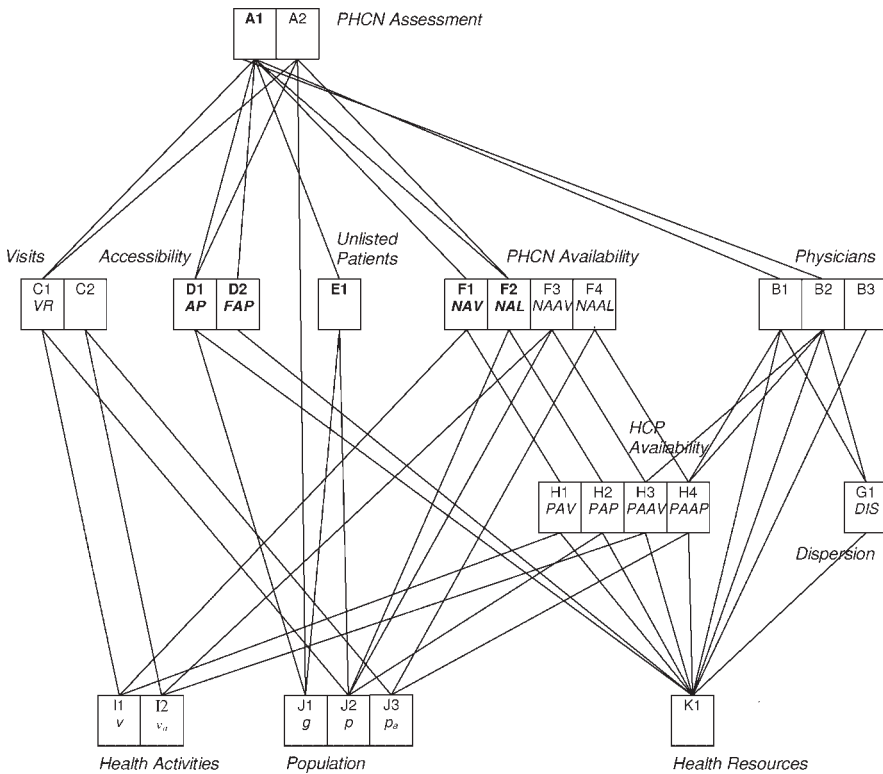 A1 A2 PHCN Assessment
Unlisted
Visits Accessibility Patients PHCN Availability Physicians
C1 C2 D1 D2 E1 F1 F2 F3 F4 B1 B2 B3
VR AP FAP NAV NAL NAAV NAAL
HCP
Availability
H1 H2 H3 H4 G1
PAV PAP PAAV PAAP DIS
Dispersion
I1 I2 J1 J2 J3 K1
v vₐ g p pₐ
Health Activities Population Health Resources